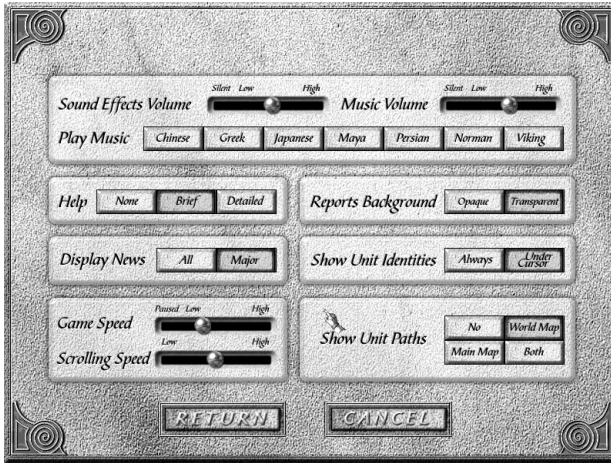 Silent Low High Silent Low High
Sound Effects Volume Music Volume
Play Music Chinese Greek Japanese Maya Persian Norman Viking
Help None Brief Detailed
Reports Background Opaque Transparent
Display News All Major
Show Unit Identities Always Under Cursor
Paused Low High
Game Speed
Low High
Scrolling Speed
Show Unit Paths
No World Map
Main Map Both
RETURN CANCEL